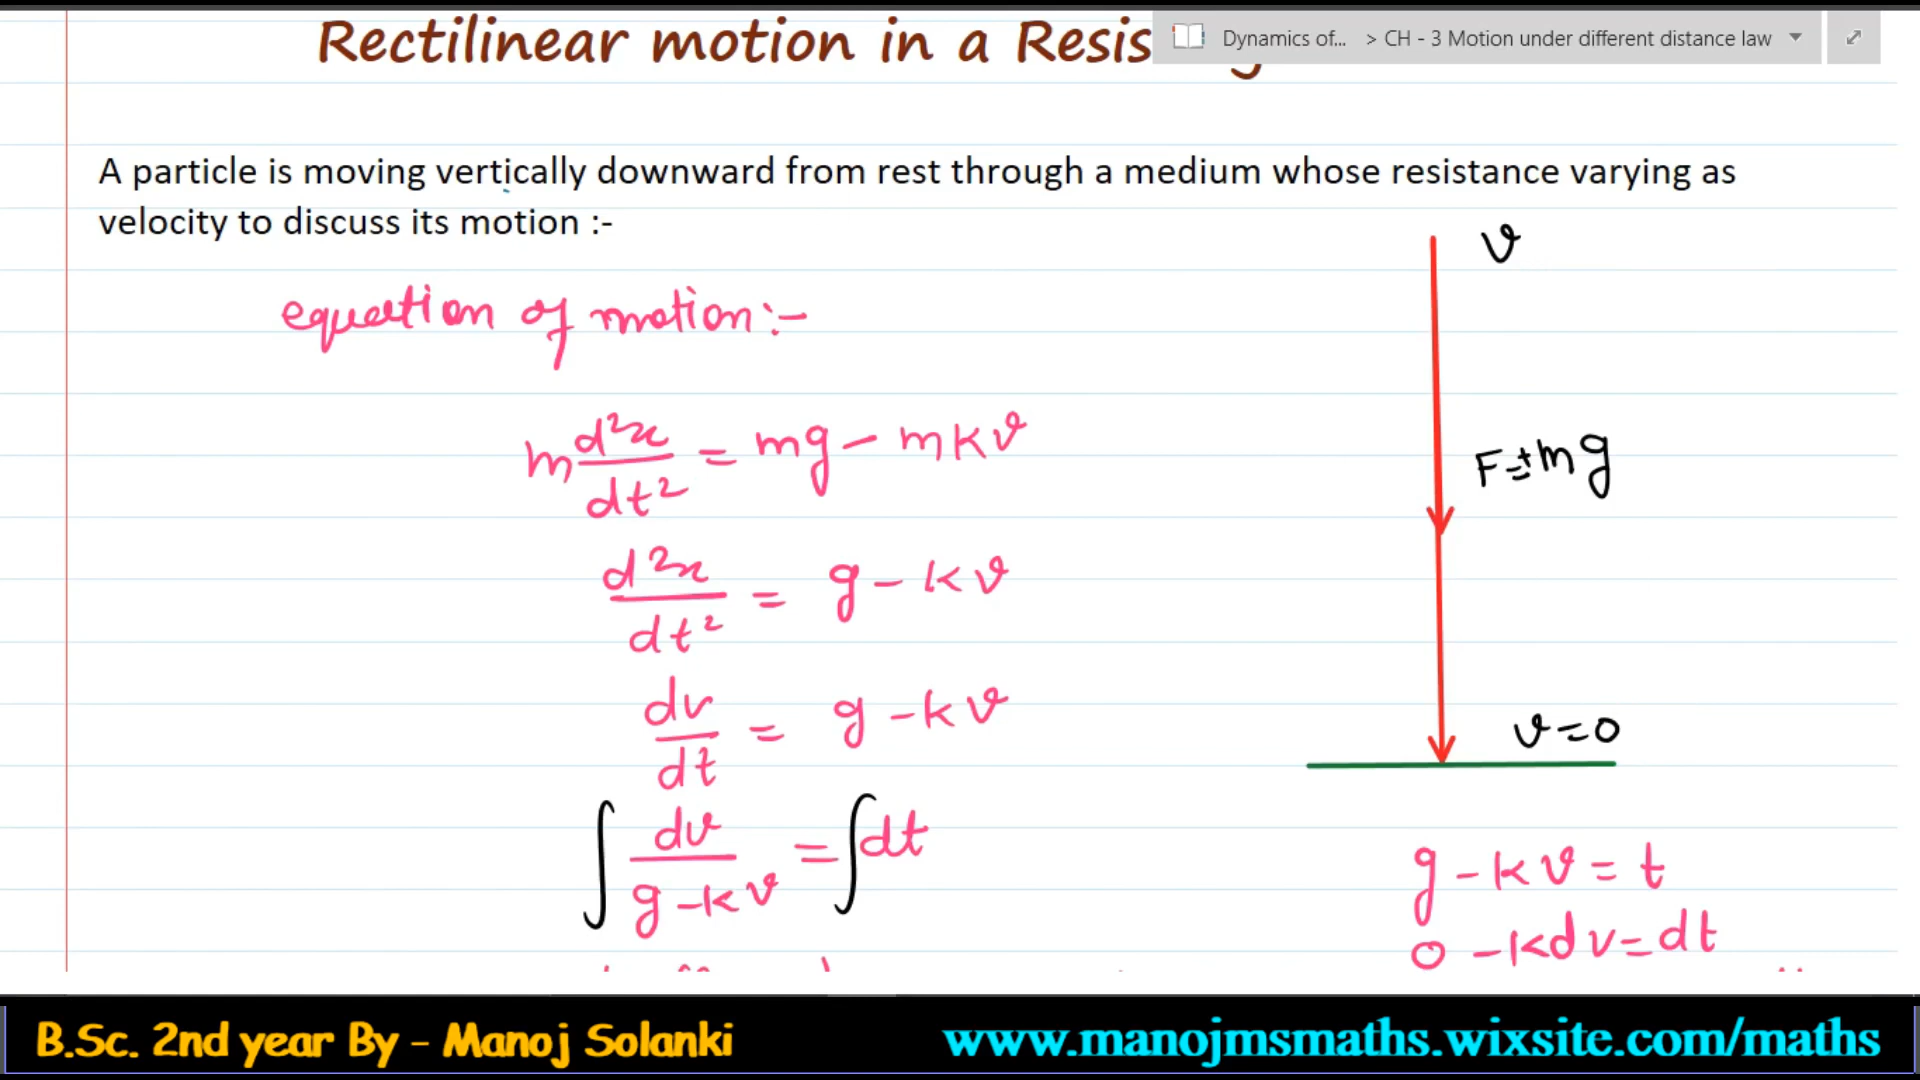 Rectilinear motion in a Resis
Dynamics of... > CH - 3 Motion under different distance law
A particle is moving vertically downward from rest through a medium whose resistance varying as
velocity to discuss its motion :-
v
equation of motion:-
m d²x/dt² = mg - mkv
F=+mg
d²x/dt² = g - kv
dv/dt = g - kv
v=0
∫ dv/g-kv = ∫dt
g - kv = t
0 - kdv = dt
B.Sc. 2nd year By - Manoj Solanki
www.manojmsmaths.wixsite.com/maths